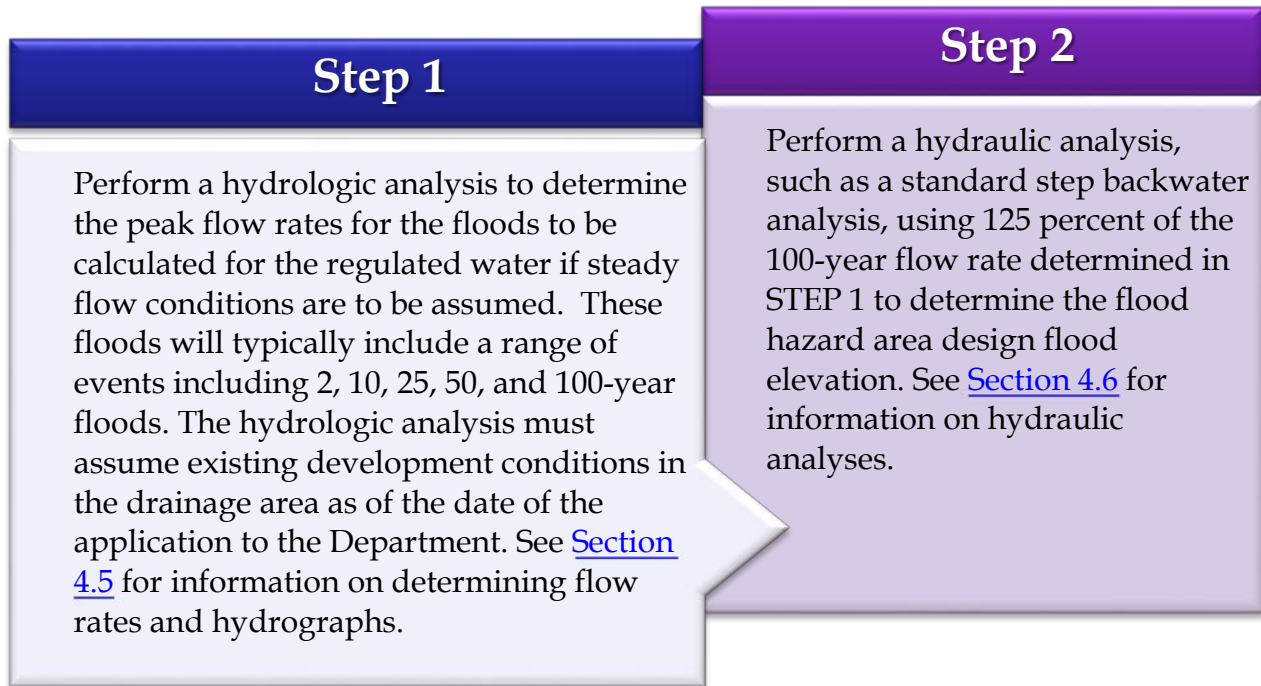 Step 1
Perform a hydrologic analysis to determine
the peak flow rates for the floods to be
calculated for the regulated water if steady
flow conditions are to be assumed.  These
floods will typically include a range of
events including 2, 10, 25, 50, and 100-year
floods. The hydrologic analysis must
assume existing development conditions in
the drainage area as of the date of the
application to the Department. See Section
4.5 for information on determining flow
rates and hydrographs.
Step 2
Perform a hydraulic analysis,
such as a standard step backwater
analysis, using 125 percent of the
100-year flow rate determined in
STEP 1 to determine the flood
hazard area design flood
elevation. See Section 4.6 for
information on hydraulic
analyses.